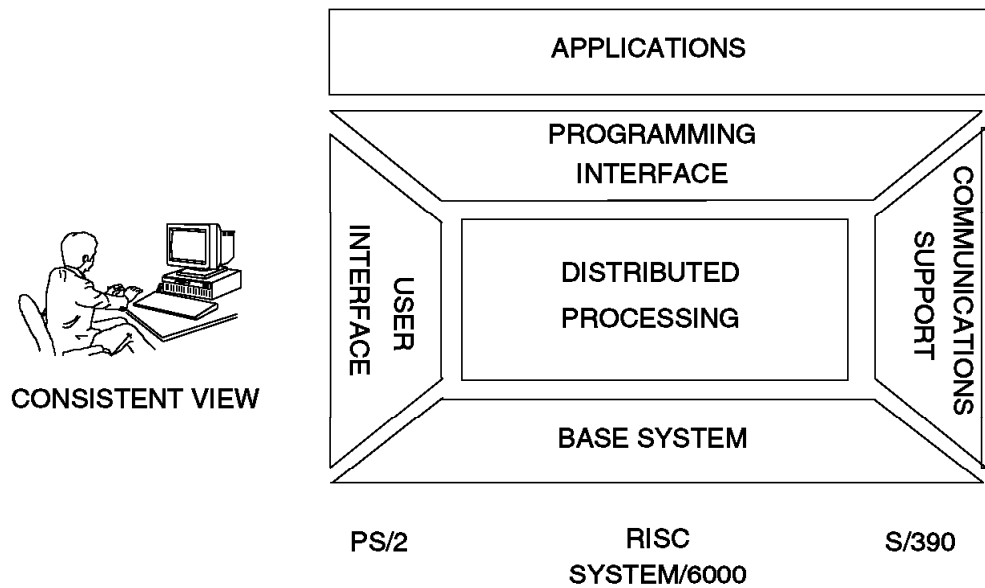 APPLICATIONS
PROGRAMMING
INTERFACE
USER
INTERFACE
DISTRIBUTED
PROCESSING
COMMUNICATIONS
SUPPORT
CONSISTENT VIEW
BASE SYSTEM
PS/2
RISC
SYSTEM/6000
S/390